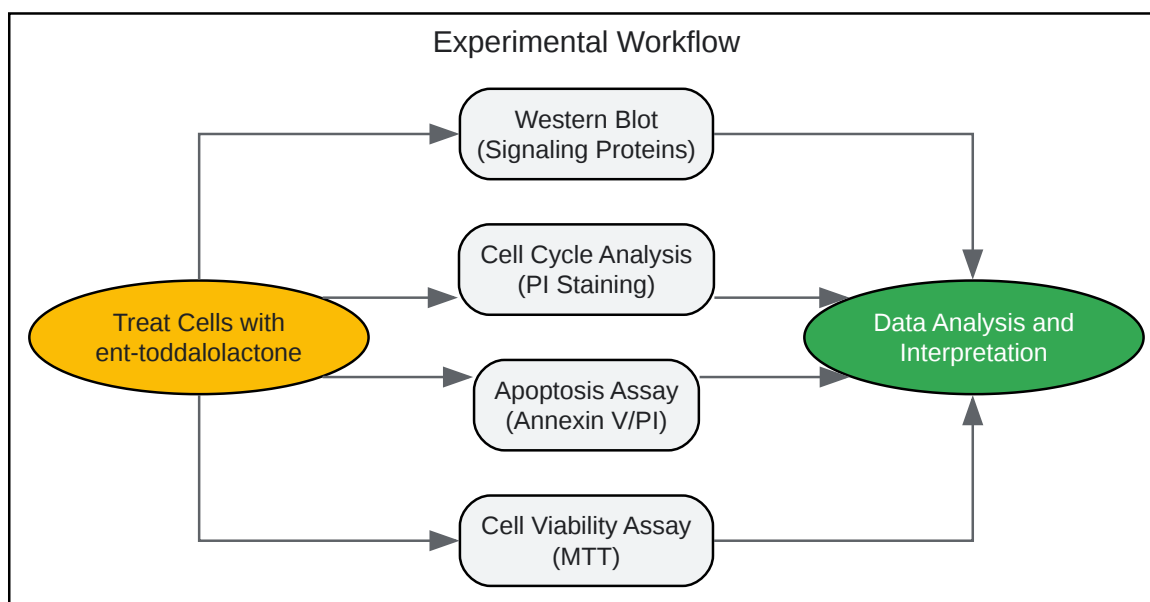 Experimental Workflow
Western Blot
(Signaling Proteins)
Cell Cycle Analysis
(PI Staining)
Treat Cells with
ent-toddalolactone
Data Analysis and
Interpretation
Apoptosis Assay
(Annexin V/PI)
Cell Viability Assay
(MTT)